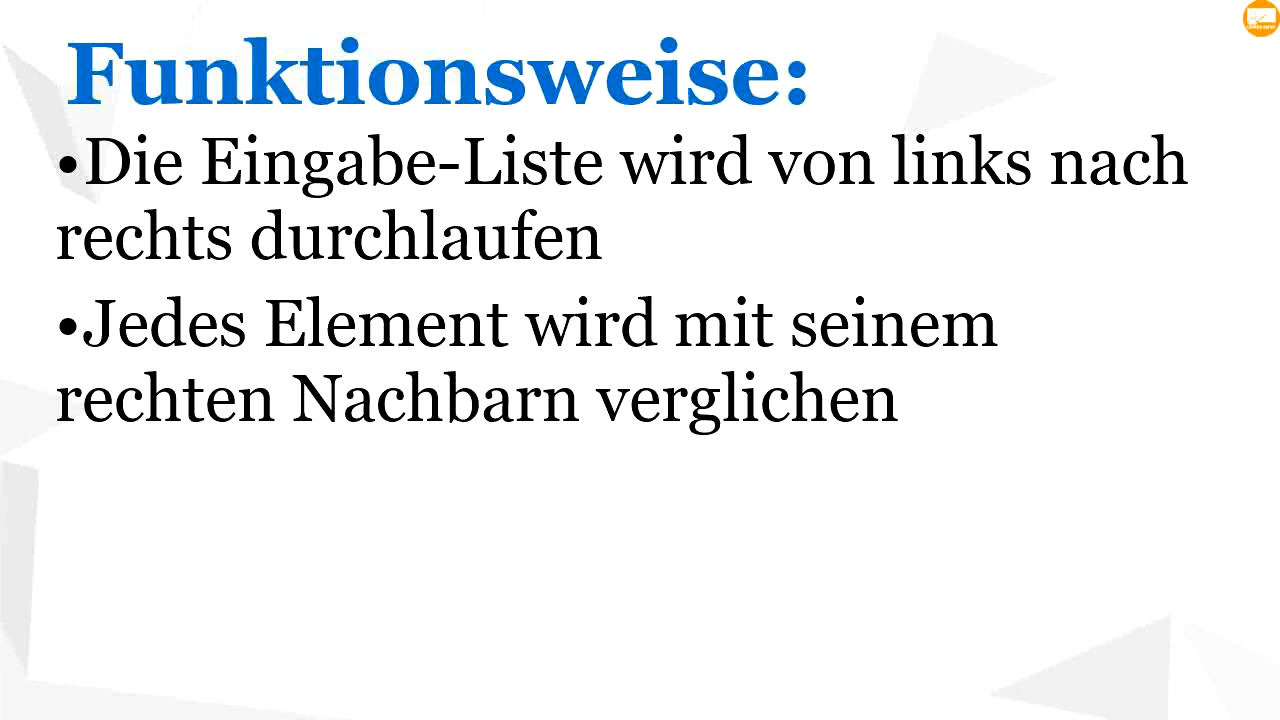 Funktionsweise:
•Die Eingabe-Liste wird von links nach
rechts durchlaufen
•Jedes Element wird mit seinem
rechten Nachbarn verglichen